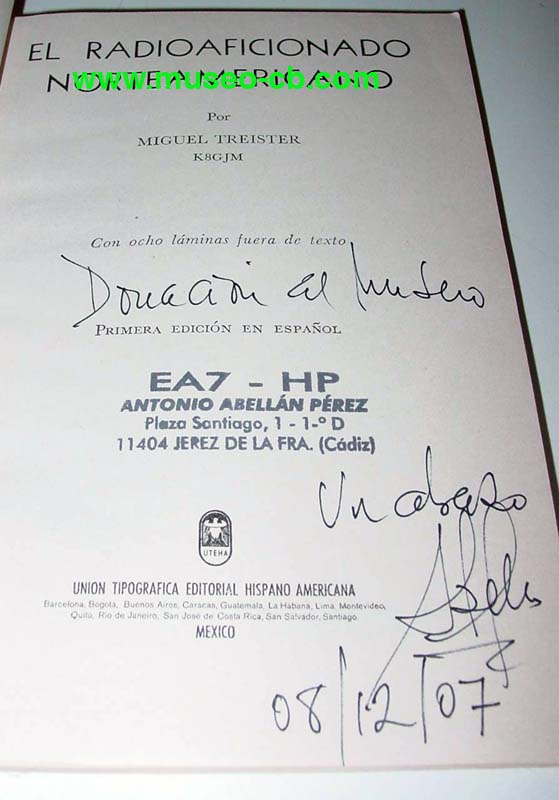 EL RADIOAFICIONADO
NORTEAMERICANO
www.museo-cb.com
Por
MIGUEL TREISTER
K8GJM
Con ocho láminas fuera de texto
Donación al museo
PRIMERA EDICIÓN EN ESPAÑOL
EA7 - HP
ANTONIO ABELLÁN PÉREZ
Plaza Santiago, 1 - 1-º D
11404 JEREZ DE LA FRA. (Cádiz)
Un abrazo
UTEHA
UNION TIPOGRAFICA EDITORIAL HISPANO AMERICANA
Barcelona, Bogotá, Buenos Aires, Caracas, Guatemala, La Habana, Lima, Montevideo,
Quito, Río de Janeiro, San José de Costa Rica, San Salvador, Santiago.
MEXICO
08/12/07